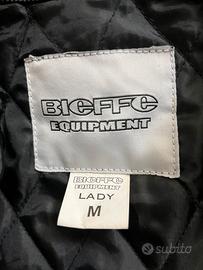 BIEFFE
EQUIPMENT
BIEFFE
EQUIPMENT
LADY
M
subito